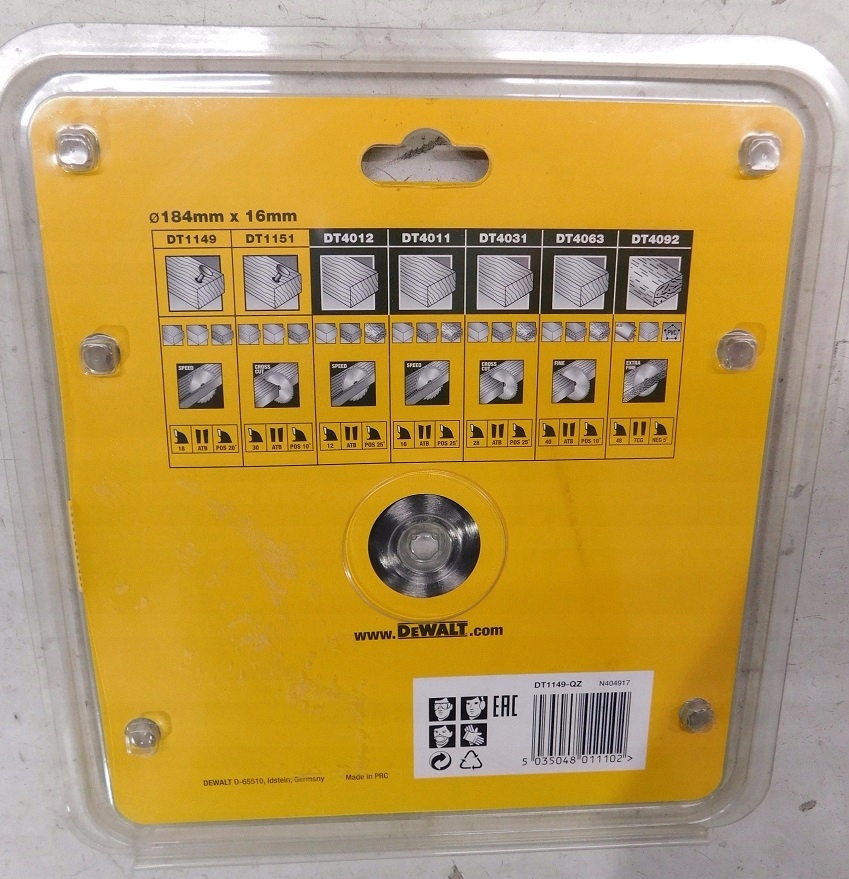 ø184mm x 16mm
DT1149 DT1151 DT4012 DT4011 DT4031 DT4063 DT4092
PVC
SPEED CROSS CUT SPEED SPEED CROSS CUT FINE EXTRA FINE
18 ATB POS 20° 30 ATB POS 10° 12 ATB POS 25° 18 ATB POS 25° 28 ATB POS 25° 40 ATB POS 10° 48 TCG NEG 5°
www.DEWALT.com
DT1149-QZ N404917
EAC
5 035048 011102 >
DEWALT D-65510, Idstein, Germany Made in PRC